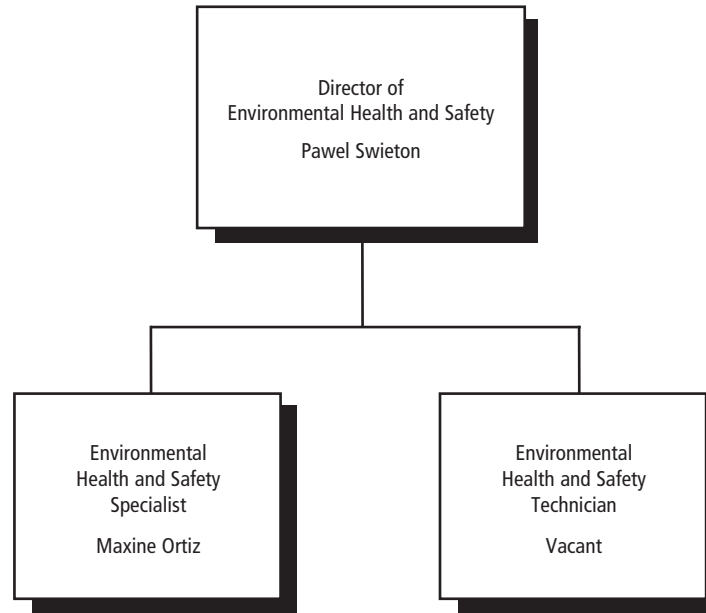 Director of
Environmental Health and Safety
Pawel Swieton
Environmental
Health and Safety
Specialist
Maxine Ortiz
Environmental
Health and Safety
Technician
Vacant